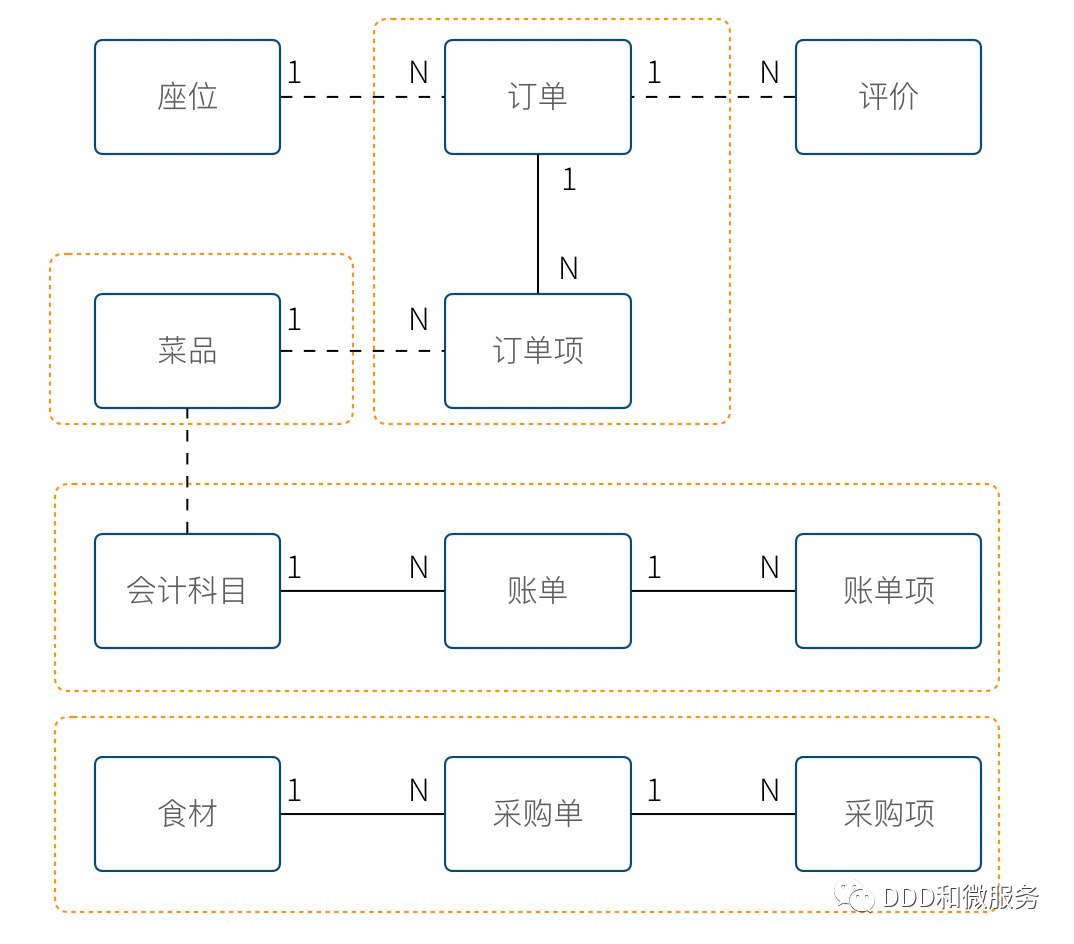 座位 1 N 订单 1 N 评价
1
N
菜品 1 N 订单项
会计科目 1 N 账单 1 N 账单项
食材 1 N 采购单 1 N 采购项
DDD和微服务